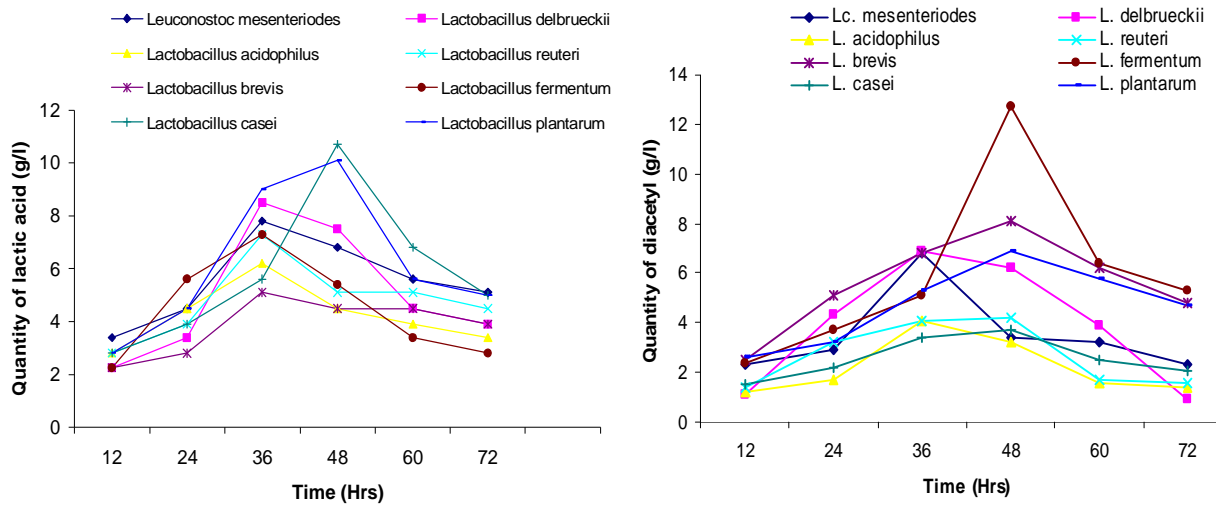 Leuconostoc mesenteriodes Lactobacillus delbrueckii
Lactobacillus acidophilus Lactobacillus reuteri
Lactobacillus brevis Lactobacillus fermentum
Lactobacillus casei Lactobacillus plantarum
Quantity of lactic acid (g/l)
12
10
8
6
4
2
0
12 24 36 48 60 72
Time (Hrs)
Lc. mesenteriodes L. delbrueckii
L. acidophilus L. reuteri
L. brevis L. fermentum
L. casei L. plantarum
Quantity of diacetyl (g/l)
14
12
10
8
6
4
2
0
12 24 36 48 60 72
Time (Hrs)